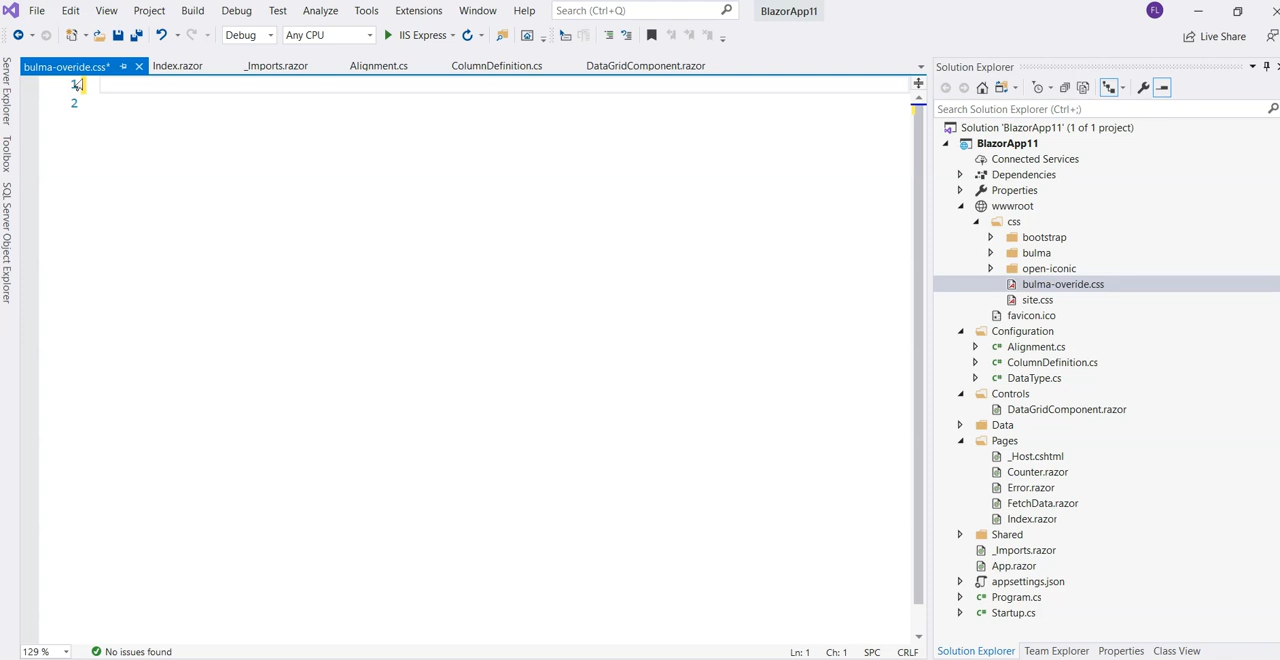 File Edit View Project Build Debug Test Analyze Tools Extensions Window Help Search (Ctrl+Q) BlazorApp11 FL
Debug Any CPU IIS Express Live Share
bulma-overide.css* Index.razor _Imports.razor Alignment.cs ColumnDefinition.cs DataGridComponent.razor
Server Explorer
Toolbox
SQL Server Object Explorer
1
2
129 % No issues found Ln: 1 Ch: 1 SPC CRLF
Solution Explorer
Search Solution Explorer (Ctrl+;)
Solution 'BlazorApp11' (1 of 1 project)
BlazorApp11
Connected Services
Dependencies
Properties
wwwroot
css
bootstrap
bulma
open-iconic
bulma-overide.css
site.css
favicon.ico
Configuration
C# Alignment.cs
C# ColumnDefinition.cs
C# DataType.cs
Controls
DataGridComponent.razor
Data
Pages
_Host.cshtml
Counter.razor
Error.razor
FetchData.razor
Index.razor
Shared
_Imports.razor
App.razor
appsettings.json
C# Program.cs
C# Startup.cs
Solution Explorer Team Explorer Properties Class View